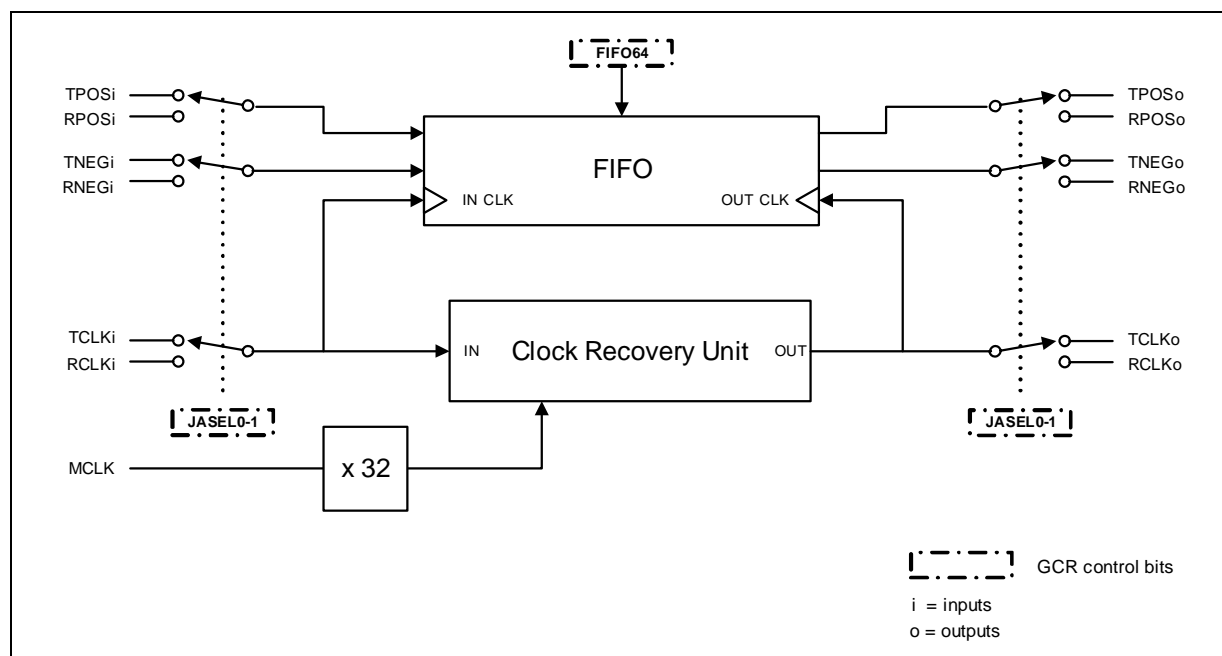 FIFO64
TPOSi
RPOSi
TNEGi
RNEGi
FIFO
IN CLK
OUT CLK
TPOSo
RPOSo
TNEGo
RNEGo
TCLKi
RCLKi
IN
Clock Recovery Unit
OUT
TCLKo
RCLKo
JASEL0-1
JASEL0-1
MCLK
x 32
GCR control bits
i = inputs
o = outputs